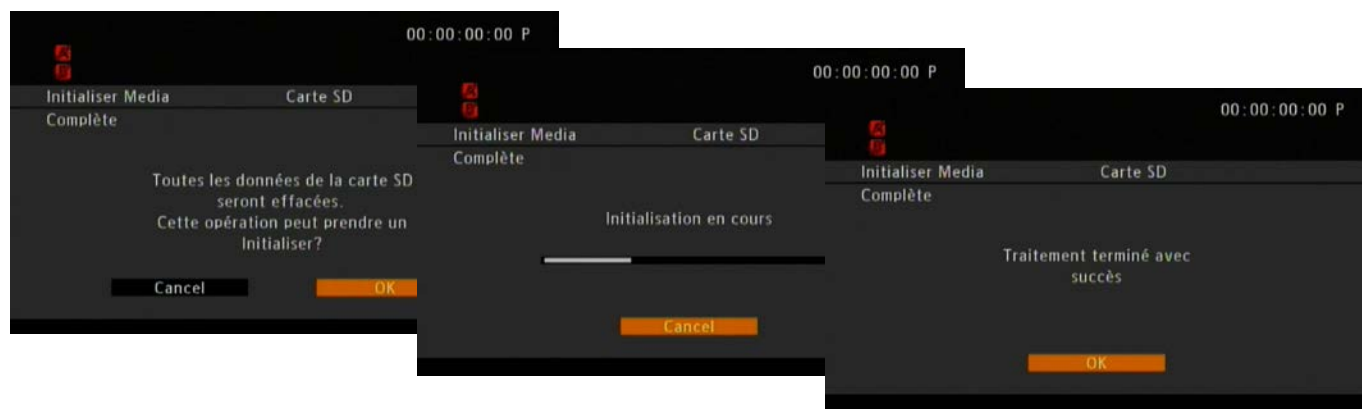 00:00:00:00 P
A
B
Initialiser Media Carte SD
Complète
Toutes les données de la carte SD
seront effacées.
Cette opération peut prendre un
Initialiser?
Cancel OK
00:00:00:00 P
A
B
Initialiser Media Carte SD
Complète
Initialisation en cours
Cancel
00:00:00:00 P
A
B
Initialiser Media Carte SD
Complète
Traitement terminé avec
succès
OK